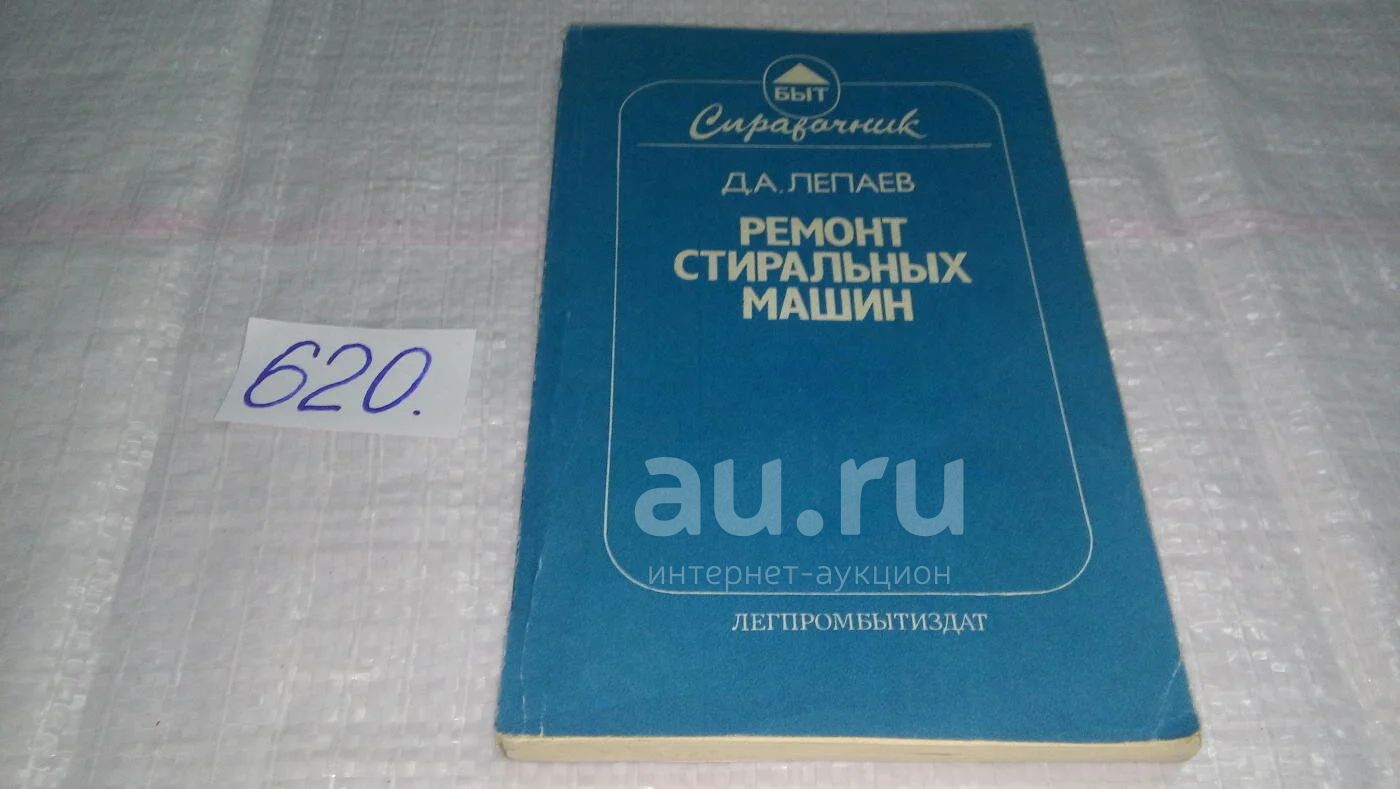 БЫТ
Справочник
Д.А. ЛЕПАЕВ
РЕМОНТ
СТИРАЛЬНЫХ
МАШИН
620.
au.ru
интернет-аукцион
ЛЕГПРОМБЫТИЗДАТ